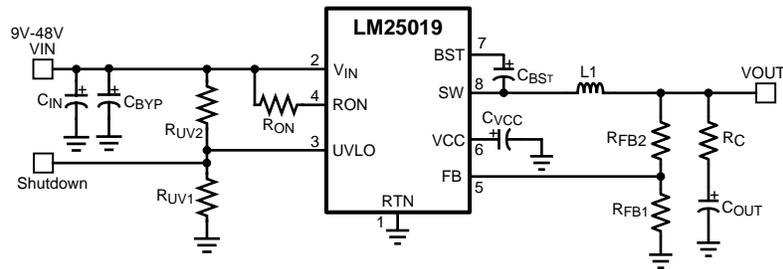 LM25019
9V-48V
VIN
2
VIN
BST
7
CBST
L1
VOUT
CIN
CBYP
4
RON
RON
SW
8
RUV2
3
UVLO
VCC
6
CVCC
RFB2
RC
Shutdown
FB
5
RUV1
RTN
1
RFB1
COUT